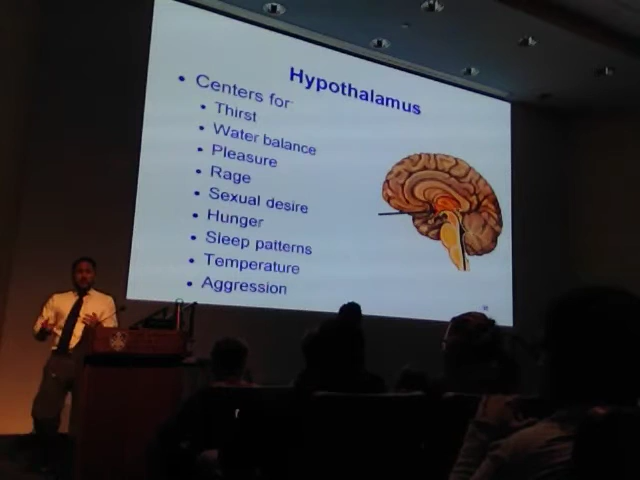 Hypothalamus
• Centers for
• Thirst
• Water balance
• Pleasure
• Rage
• Sexual desire
• Hunger
• Sleep patterns
• Temperature
• Aggression